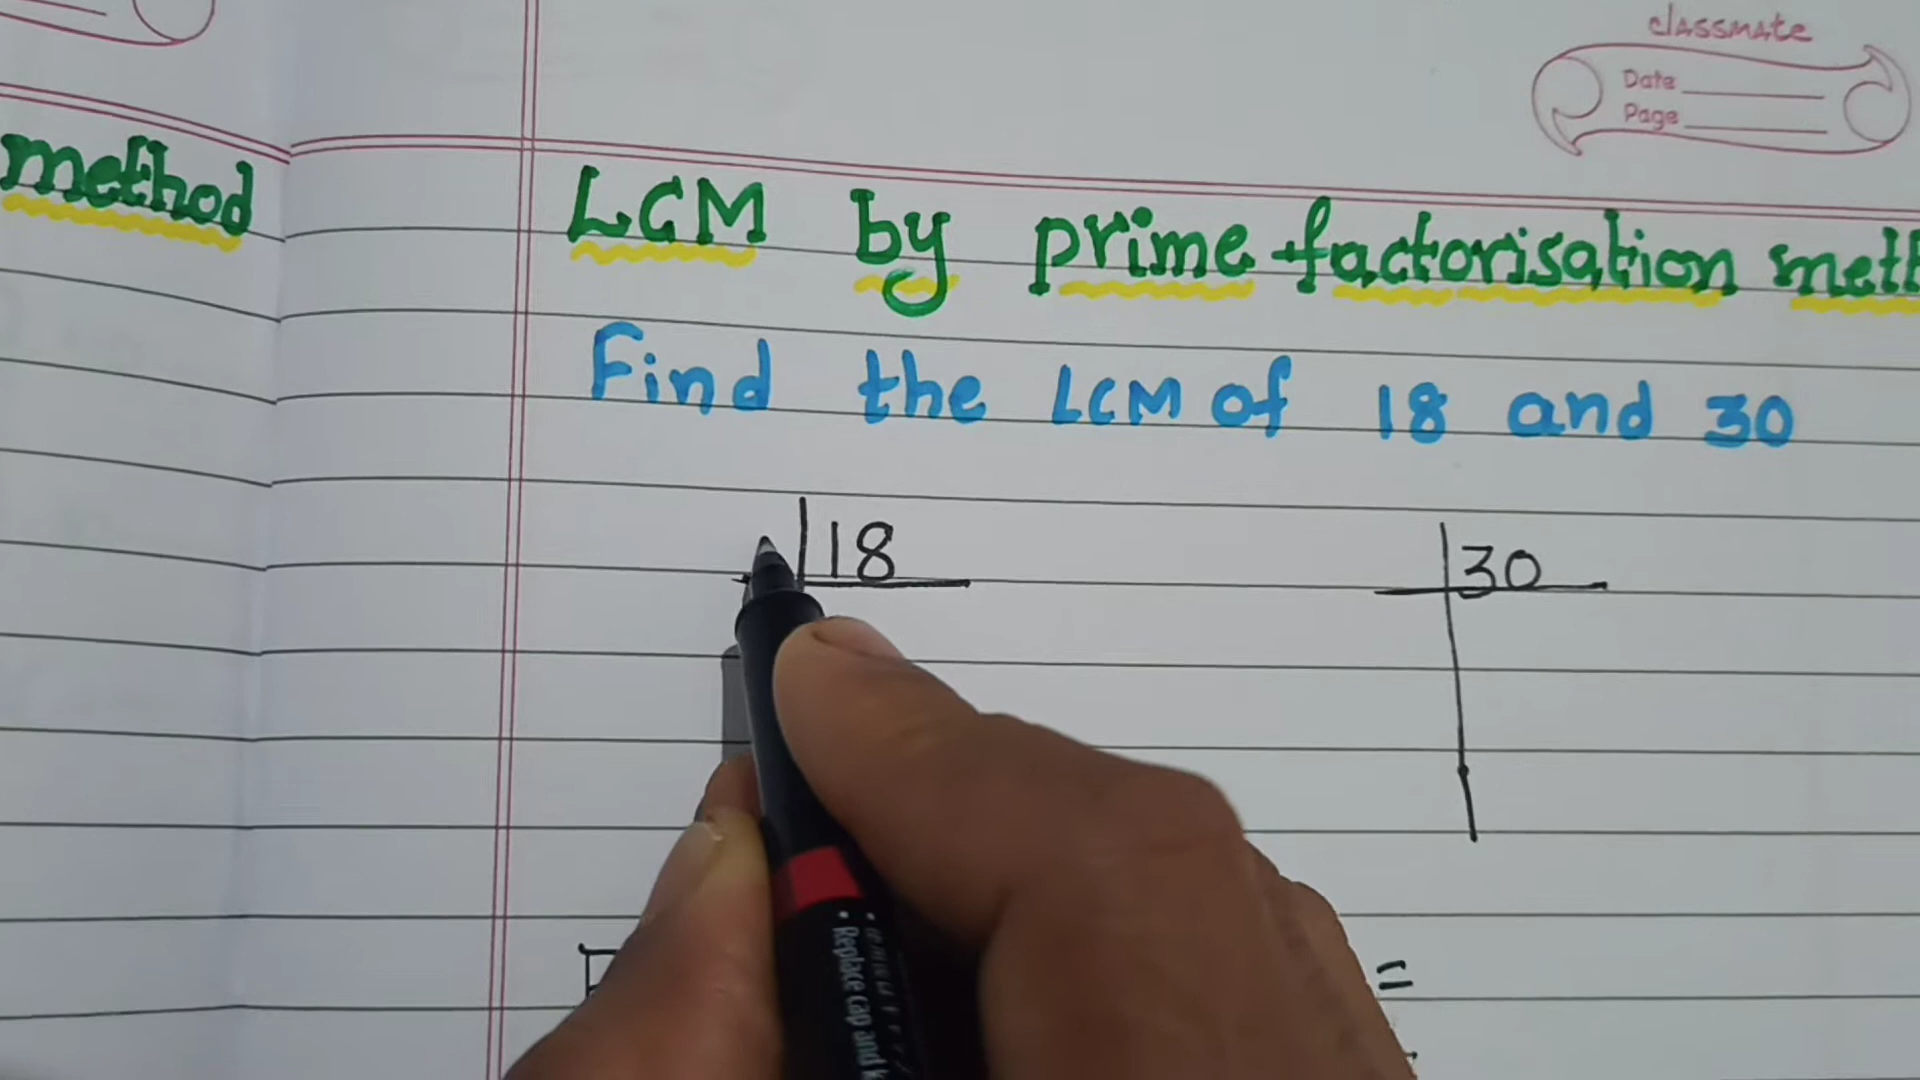 classmate
Date
Page
method
LCM by prime factorisation meth
Find the LCM of 18 and 30
18
30
=
Replace Cap and